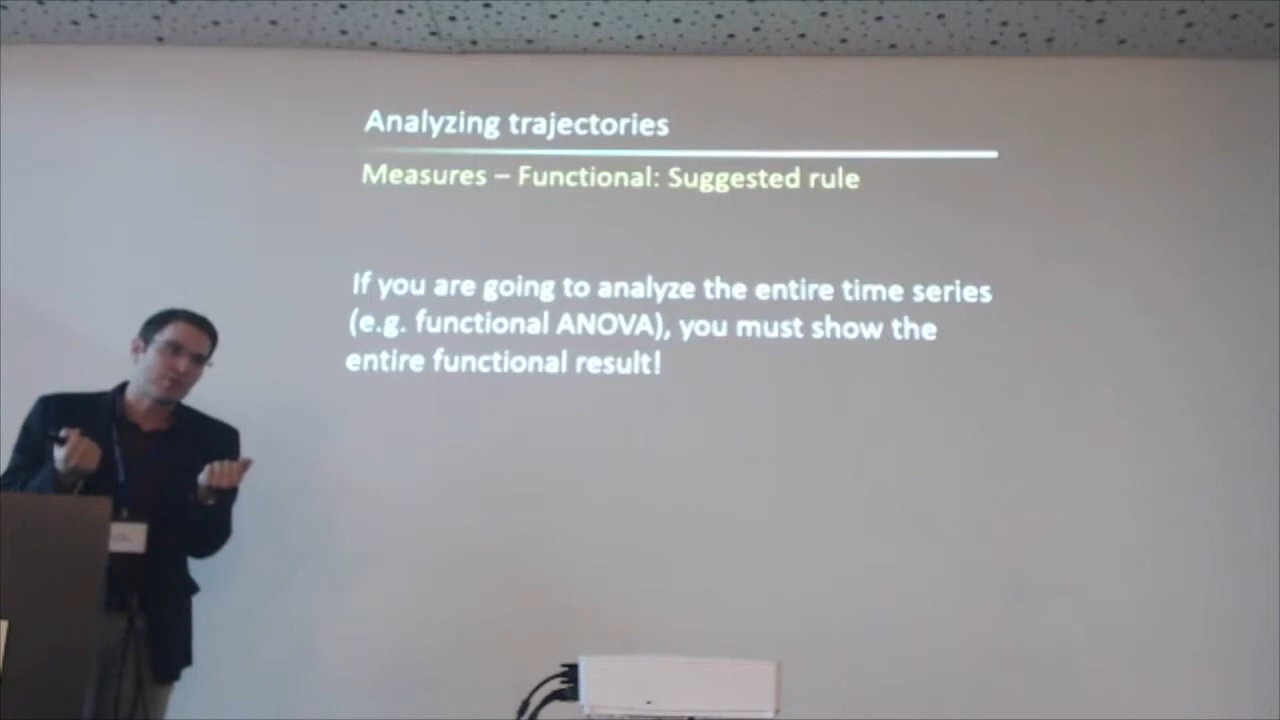 Analyzing trajectories
Measures – Functional: Suggested rule
If you are going to analyze the entire time series
(e.g. functional ANOVA), you must show the
entire functional result!